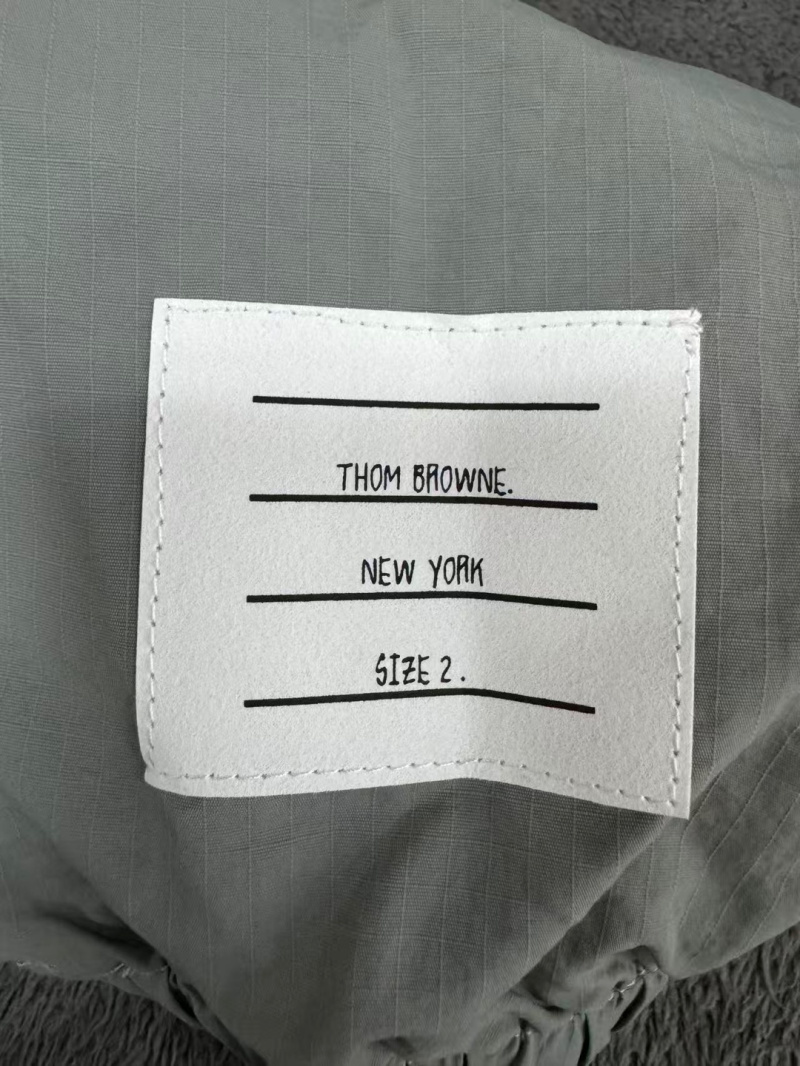 THOM BROWNE.
NEW YORK
SIZE 2.